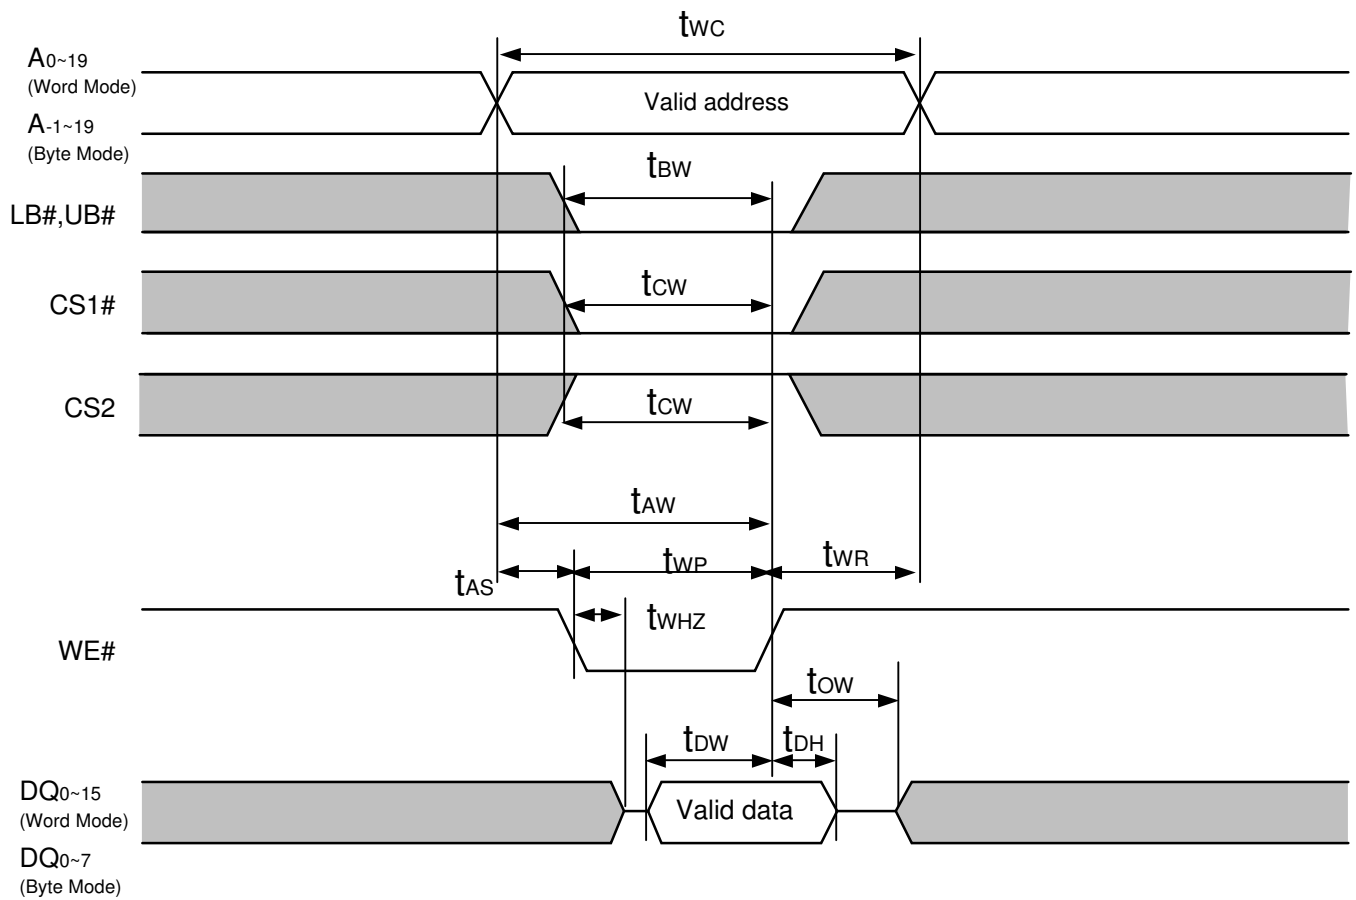 tWC
A0~19
(Word Mode)
Valid address
A-1~19
(Byte Mode)
tBW
LB#,UB#
tCW
CS1#
tCW
CS2
tAW
tAS
tWP
tWR
tWHZ
WE#
tOW
tDW
tDH
DQ0~15
(Word Mode)
Valid data
DQ0~7
(Byte Mode)